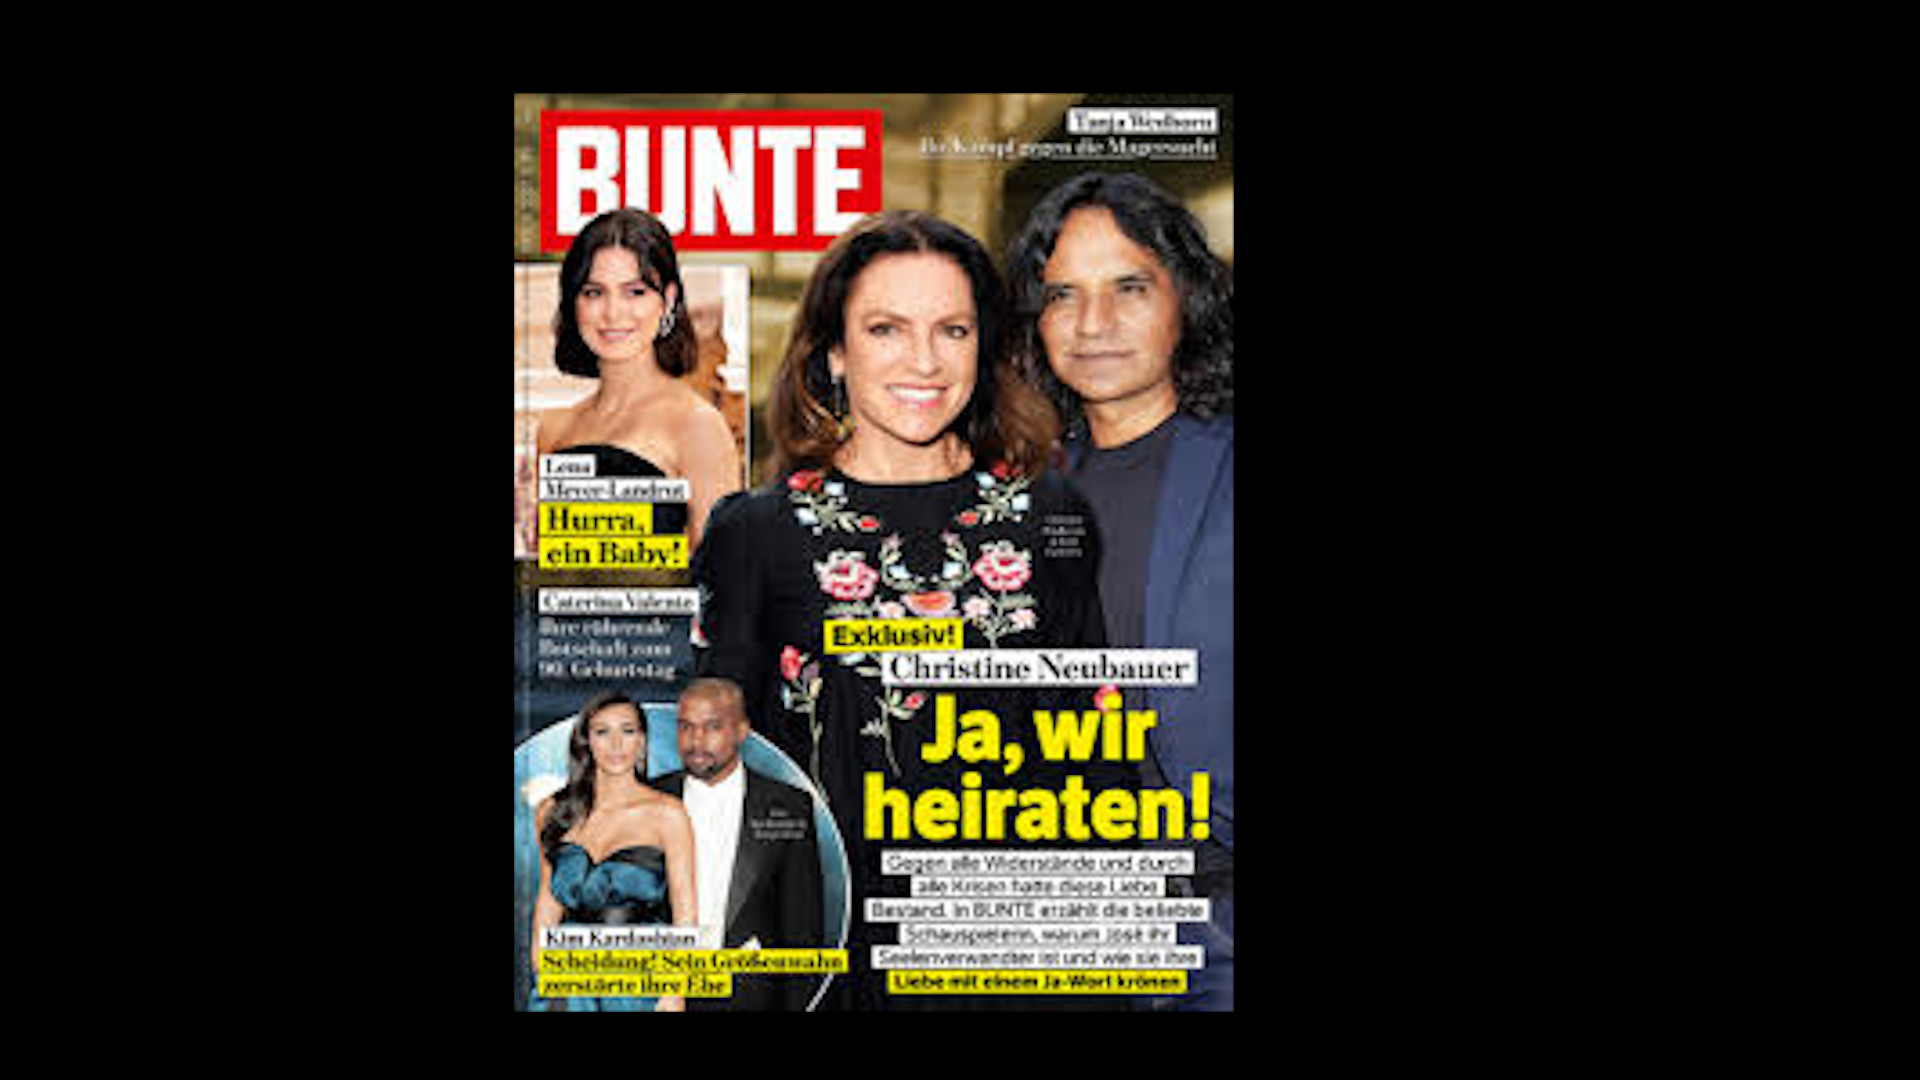 BUNTE
Tanja Wedhorn
Ihr Kampf gegen die Magersucht
Lena
Meyer-Landrut
Hurra,
ein Baby!
Caterina Valente
Ihre rührende
Botschaft zum
90. Geburtstag
Exklusiv!
Christine Neubauer
Ja, wir
heiraten!
Gegen alle Widerstände und durch
alle Krisen hatte diese Liebe
Bestand. In BUNTE erzählt die beliebte
Schauspielerin, warum José ihr
Seelenverwandter ist und wie sie ihre
Liebe mit einem Ja-Wort krönen
Kim Kardashian
Scheidung! Sein Größenwahn
zerstörte ihre Ehe